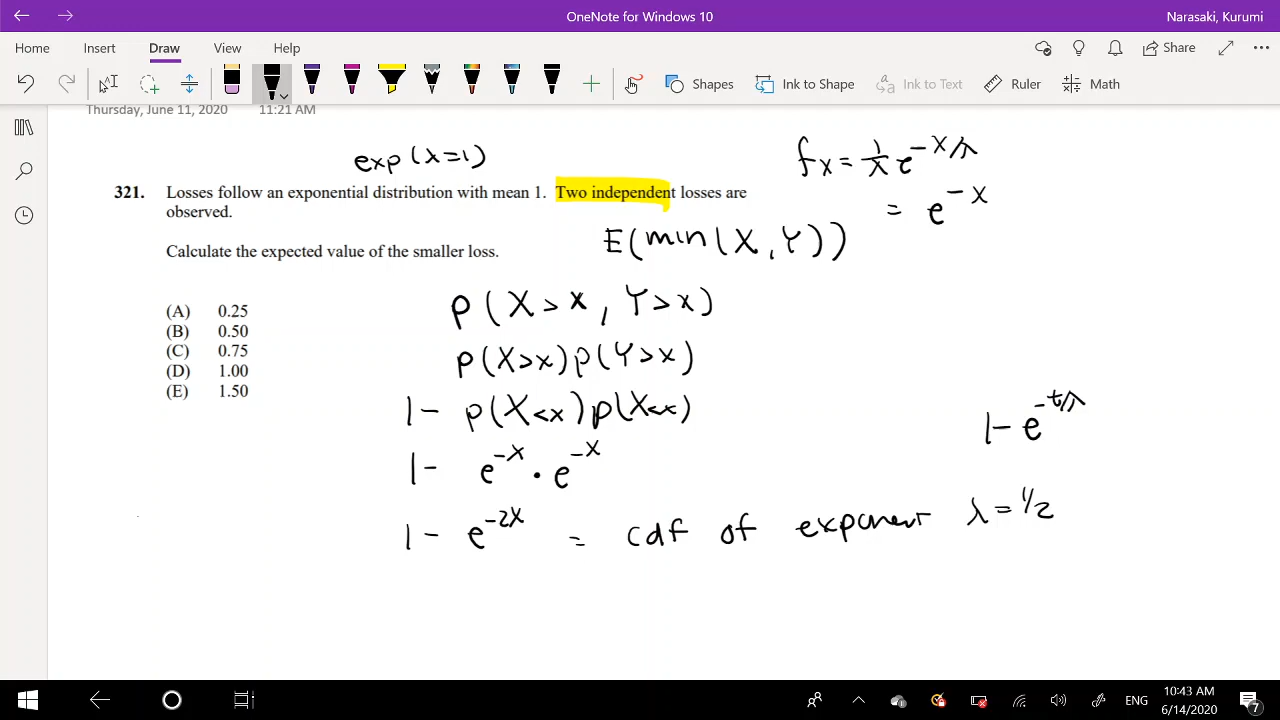 OneNote for Windows 10
Narasaki, Kurumi
Home Insert Draw View Help
Share
Shapes Ink to Shape Ink to Text Ruler Math
Thursday, June 11, 2020 11:21 AM
exp(λ=1)
fx = 1/λ e^-x/λ
= e^-x
321. Losses follow an exponential distribution with mean 1. Two independent losses are
observed.
E(min(X,Y))
Calculate the expected value of the smaller loss.
(A) 0.25
(B) 0.50
(C) 0.75
(D) 1.00
(E) 1.50
P(X>x, Y>x)
P(X>x)P(Y>x)
1- P(X<x)P(X<x)
1- e^-x · e^-x
1- e^-t/λ
1- e^-2x = cdf of exponent λ=1/2
ENG
10:43 AM
6/14/2020
7